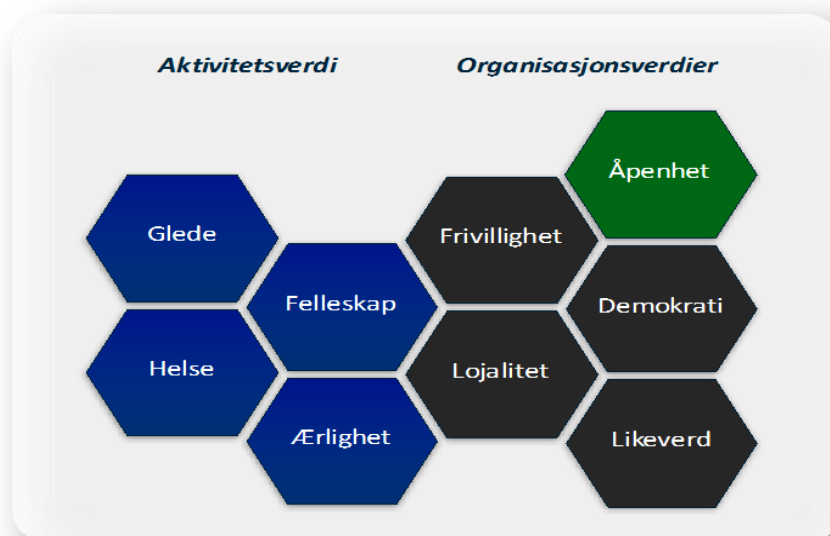 Aktivitetsverdi
Organisasjonsverdier
Glede
Felleskap
Helse
Ærlighet
Åpenhet
Frivillighet
Demokrati
Lojalitet
Likeverd